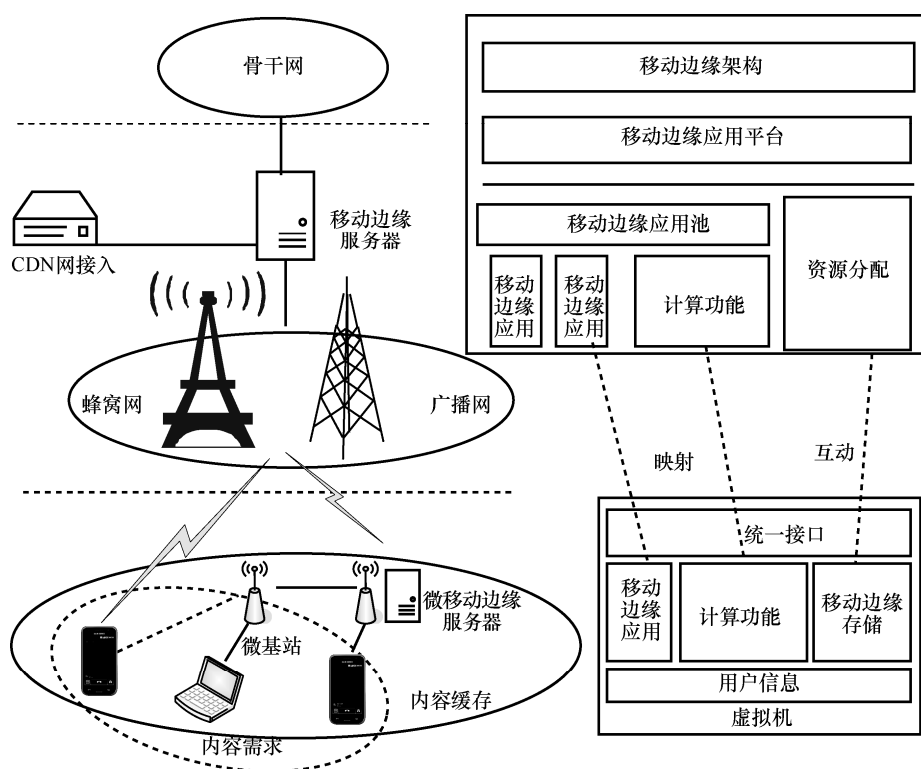 骨干网
移动边缘
服务器
CDN网接入
蜂窝网
广播网
微移动边缘
服务器
微基站
内容缓存
内容需求
移动边缘架构
移动边缘应用平台
移动边缘应用池
资源分配
移动
边缘
应用
移动
边缘
应用
计算功能
映射
互动
统一接口
移动
边缘
应用
计算功能
移动边缘
存储
用户信息
虚拟机